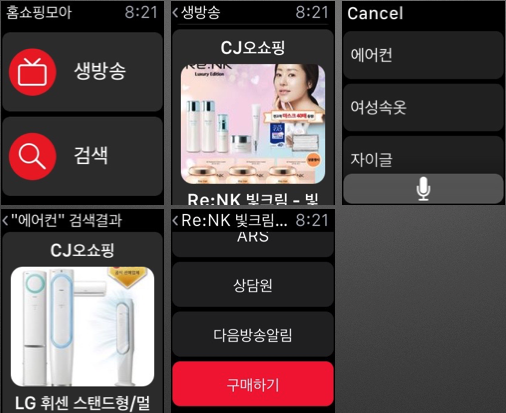 홈쇼핑모아 8:21
생방송
검색
<생방송 8:21
CJ오쇼핑
Re:NK
Luxury Edition
Re:NK 빛크림 - 빛
Cancel
에어컨
여성속옷
자이글
<"에어컨" 검색결과
CJ오쇼핑
LG 휘센 스탠드형/멀
<Re:NK 빛크림... 8:21
ARS
상담원
다음방송알림
구매하기